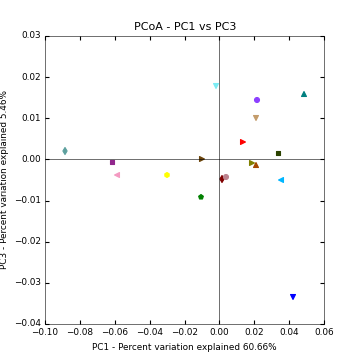 PCoA - PC1 vs PC3
0.03
0.02
0.01
0.00
−0.01
−0.02
−0.03
−0.04
PC3 - Percent variation explained 5.46%
−0.10 −0.08 −0.06 −0.04 −0.02 0.00 0.02 0.04 0.06
PC1 - Percent variation explained 60.66%